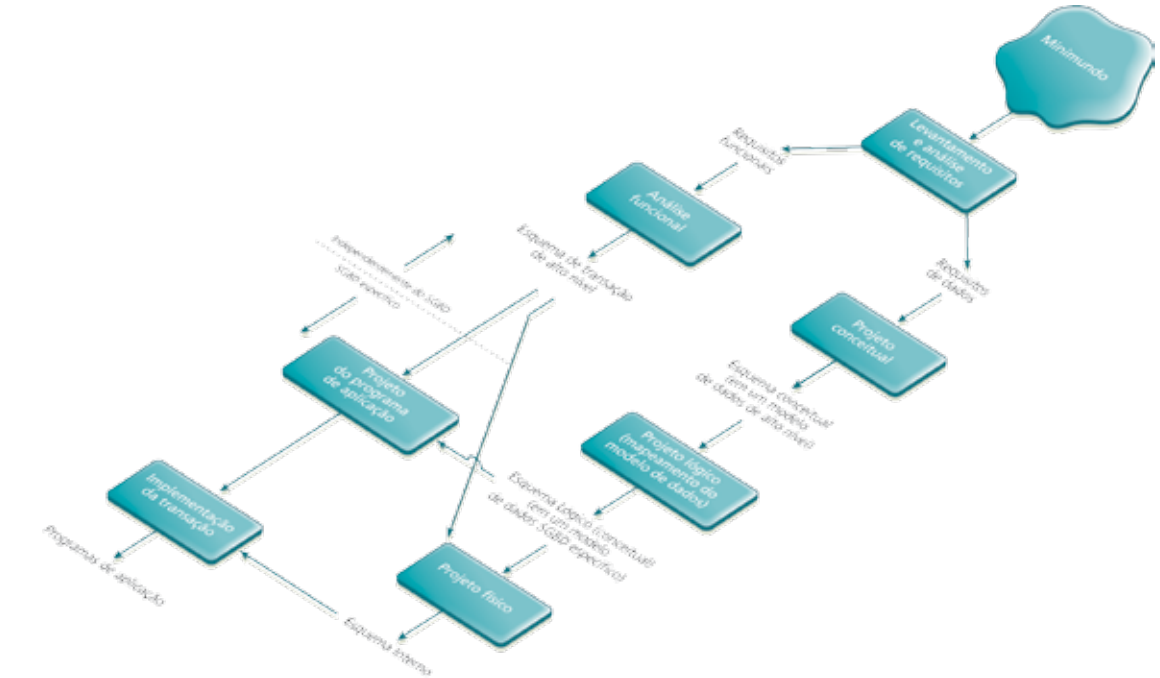 Minimundo
Levantamento
e análise
de requisitos
Requisitos
funcionais
Requisitos
de dados
Análise
funcional
Projeto
conceitual
Esquema de transação
de alto nível
Esquema conceitual
(em um modelo
de dados de alto nível)
Independentemente do SGBD
SGBD específico
Projeto
do programa
de aplicação
Projeto lógico
(mapeamento do
modelo de dados)
Esquema Lógico (conceitual)
(em um modelo
de dados SGBD específico)
Implementação
da transação
Projeto físico
Programas de aplicação
Esquema Interno